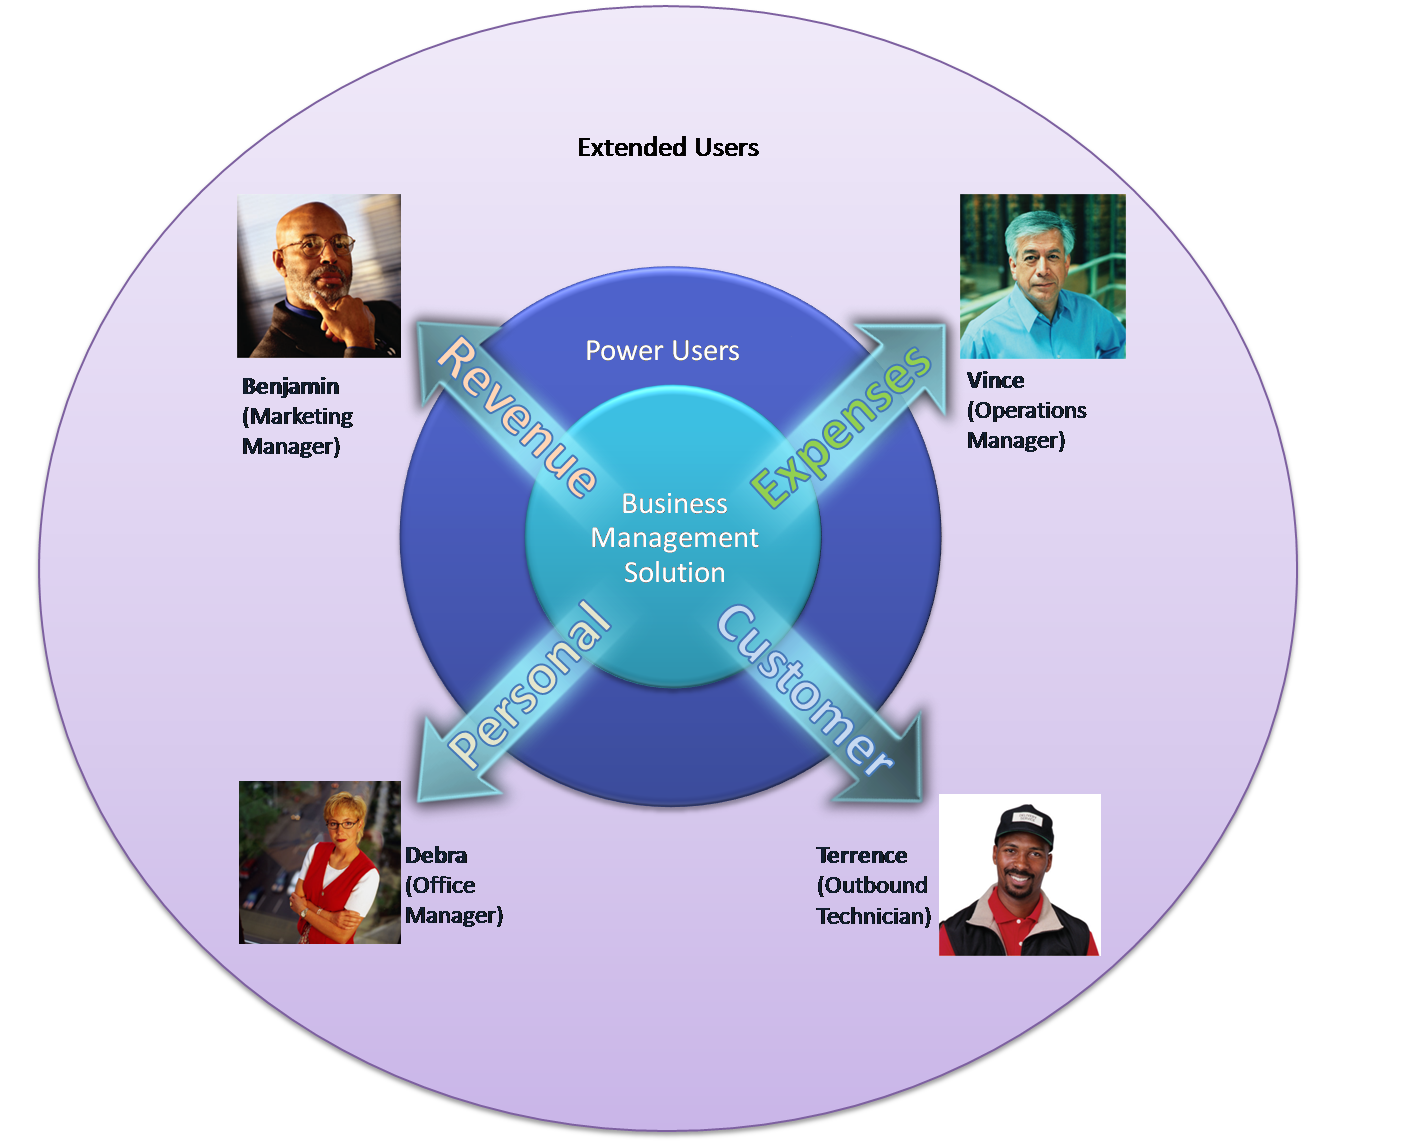 Extended Users
Benjamin
(Marketing
Manager)
Vince
(Operations
Manager)
Power Users
Revenue
Expenses
Business
Management
Solution
Personal
Customer
Debra
(Office
Manager)
Terrence
(Outbound
Technician)